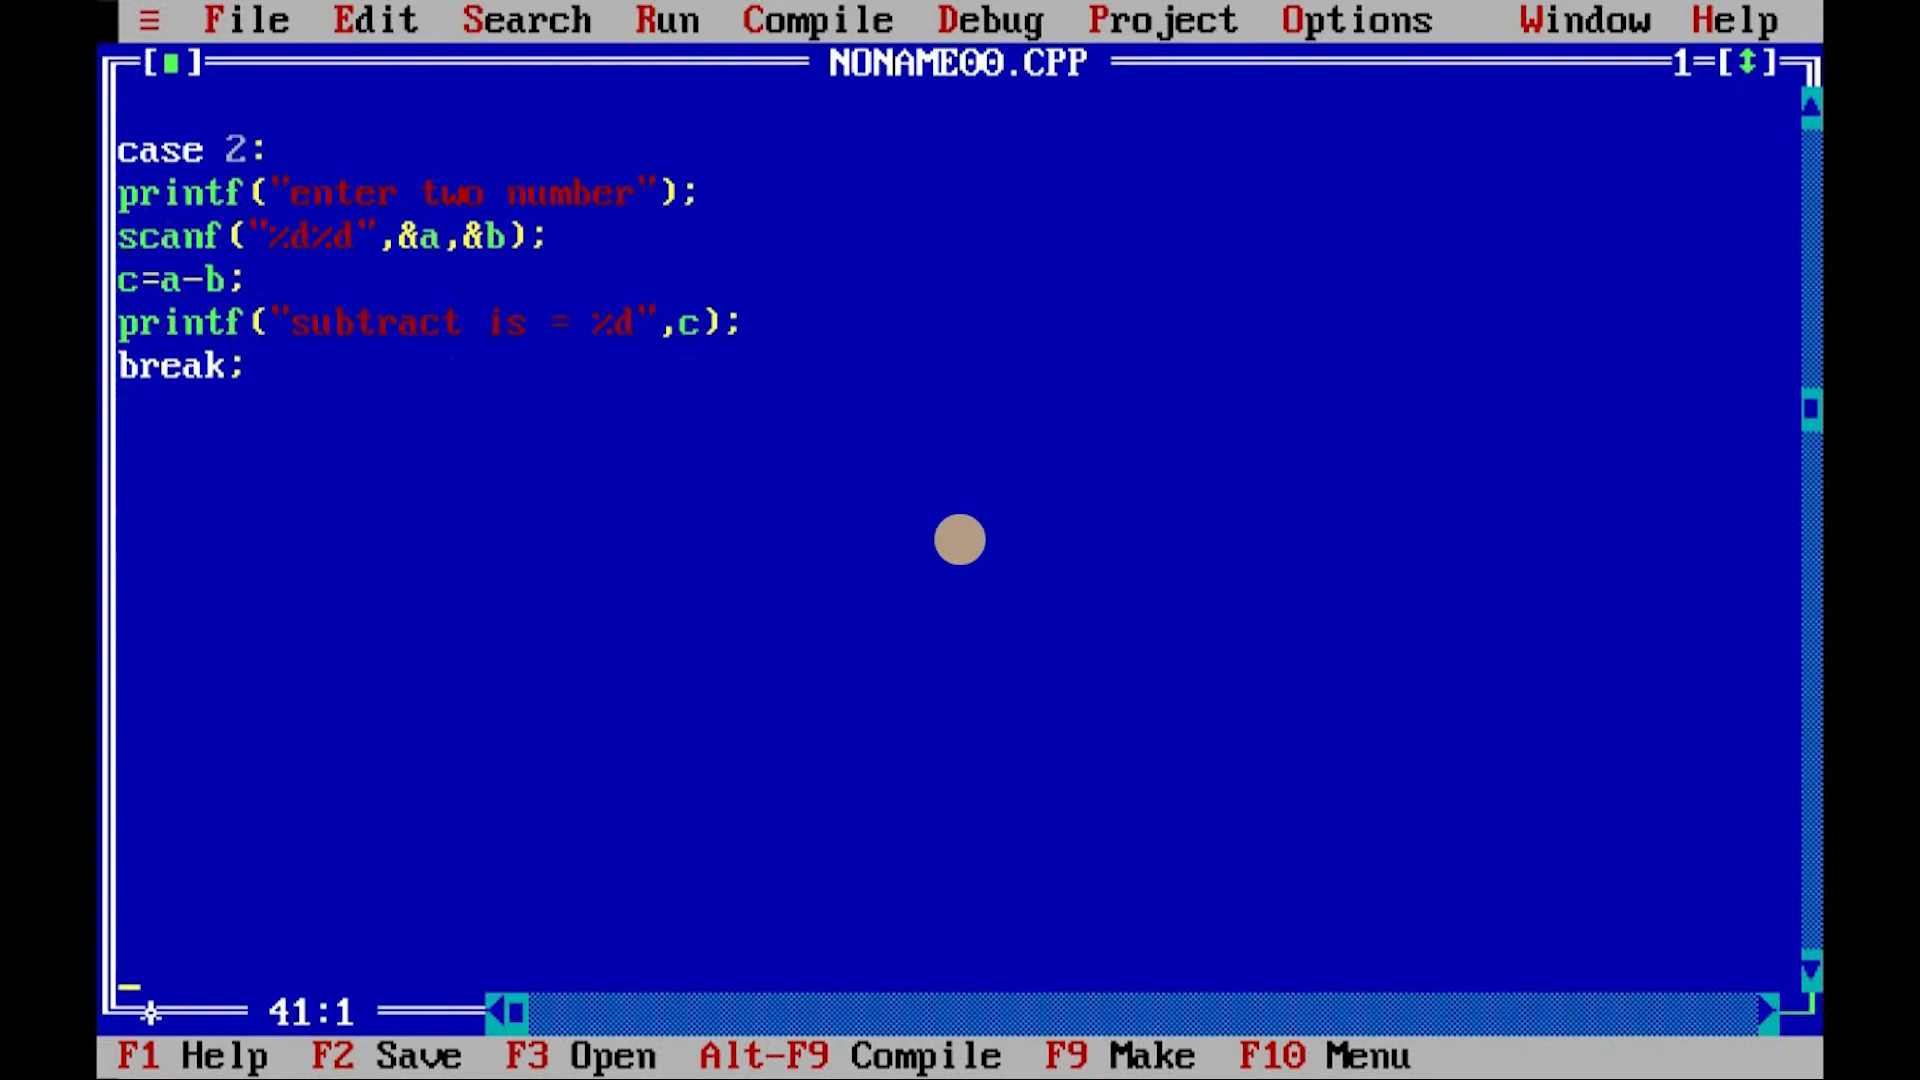 ≡ File Edit Search Run Compile Debug Project Options Window Help
[■] NONAME00.CPP 1=[↕]
case 2:
printf("enter two number");
scanf("%d%d",&a,&b);
c=a-b;
printf("subtract is = %d",c);
break;
41:1
F1 Help F2 Save F3 Open Alt-F9 Compile F9 Make F10 Menu